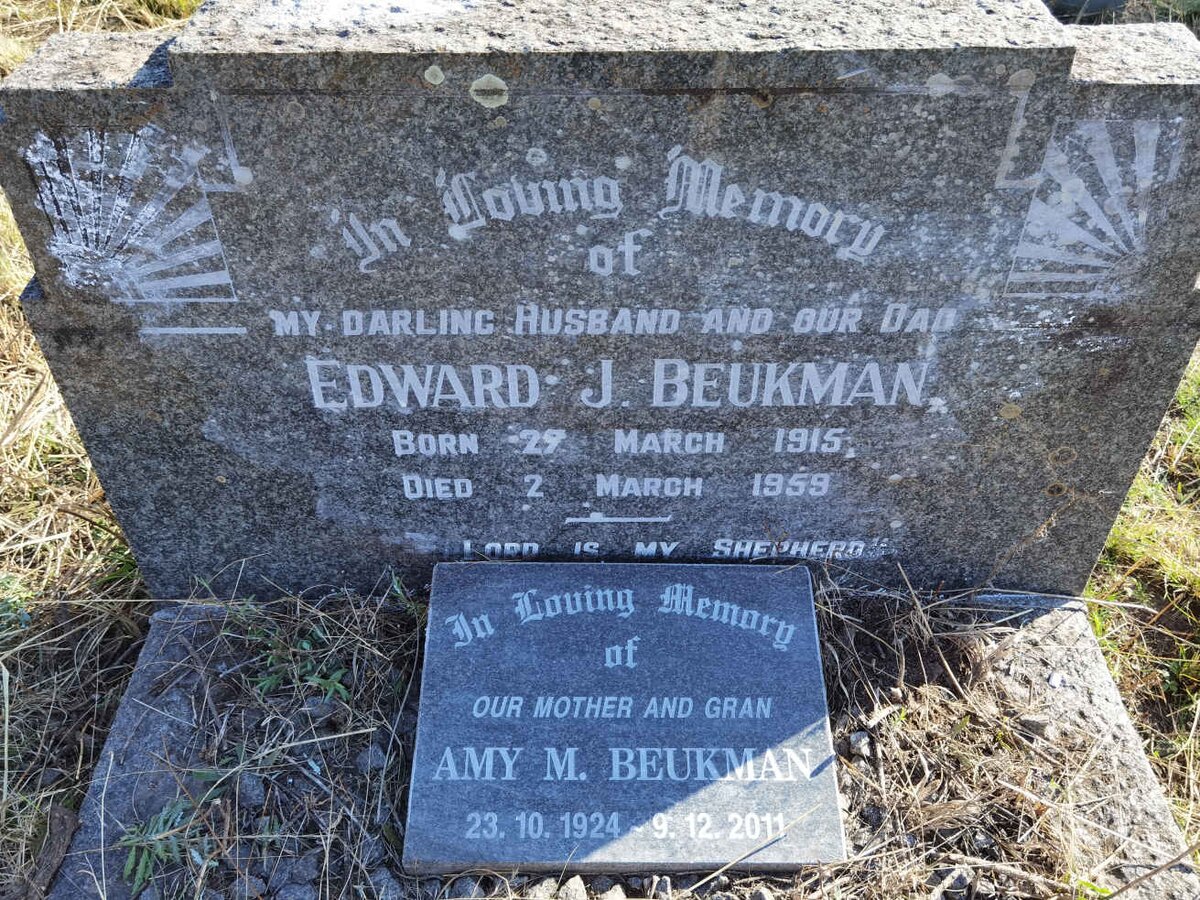 In Loving Memory
of
MY DARLING HUSBAND AND OUR DAD
EDWARD J. BEUKMAN
BORN 27 MARCH 1915
DIED 2 MARCH 1959
LORD IS MY SHEPHERD"
In Loving Memory
of
OUR MOTHER AND GRAN
AMY M. BEUKMAN
23. 10. 1924 - 9. 12. 2011